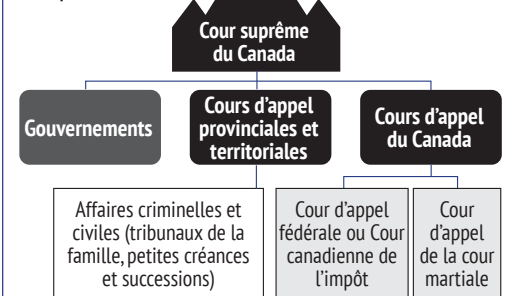 Cour suprême
du Canada
Gouvernements
Cours d'appel
provinciales et
territoriales
Cours d'appel
du Canada
Affaires criminelles et
civiles (tribunaux de la
famille, petites créances
et successions)
Cour d'appel
fédérale ou Cour
canadienne de
l'impôt
Cour
d'appel
de la cour
martiale